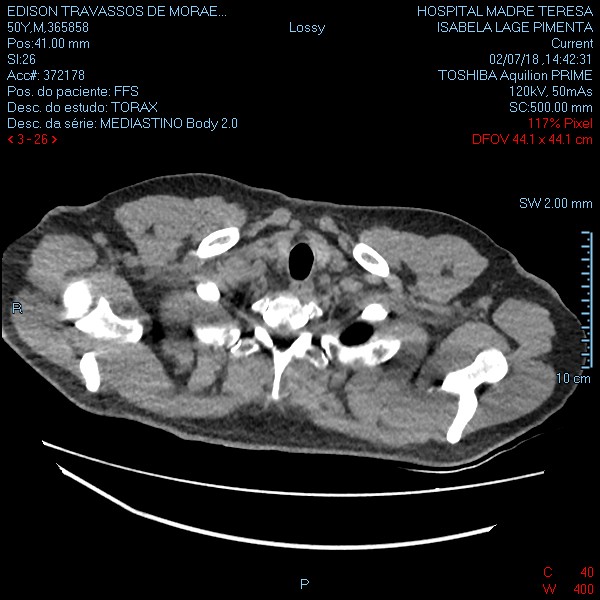 EDISON TRAVASSOS DE MORAE...
50Y,M,365858
Pos:41.00 mm
Sl:26
Acc#: 372178
Pos. do paciente: FFS
Desc. do estudo: TORAX
Desc. da série: MEDIASTINO Body 2.0
< 3 - 26 >
Lossy
HOSPITAL MADRE TERESA
ISABELA LAGE PIMENTA
Current
02/07/18 ,14:42:31
TOSHIBA Aquilion PRIME
120kV, 50mAs
SC:500.00 mm
117% Pixel
DFOV 44.1 x 44.1 cm
SW 2.00 mm
R
10 cm
P
C 40
W 400